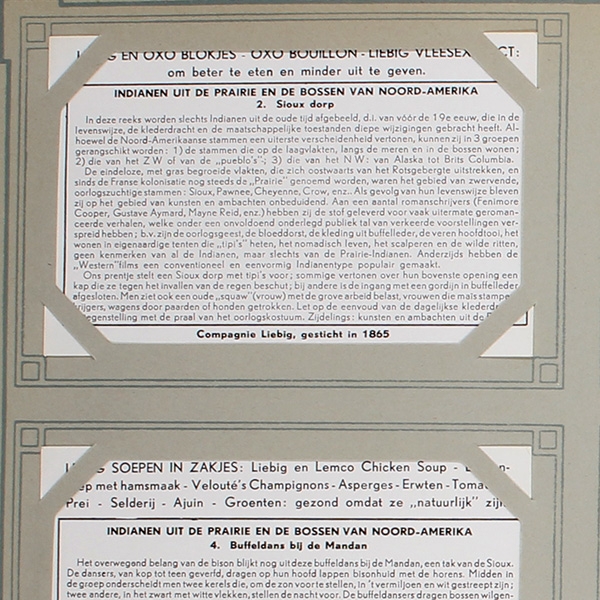 EN OXO BLOKJES - OXO BOUILLON - LIEBIG
om beter te eten en minder uit te geven.
INDIANEN UIT DE PRAIRIE EN DE BOSSEN VAN NOORD-AMERIKA
2. Sioux dorp
In deze reeks worden slechts Indianen uit de oude tijd afgebeeld, d.i. van vóór de 19e eeuw, die in de
levenswijze, de klederdracht en de maatschappelijke toestanden diepe wijzigingen gebracht heeft. Al-
hoewel de Noord-Amerikaanse stammen een uiterste verscheidenheid vertonen, kunnen zij in 3 groepen
gerangschikt worden: 1) de stammen die op de laagvlakten, langs de meren en in de bossen wonen;
2) die van het ZW of van de „pueblo's"; 3) die van het NW: van Alaska tot Brits Columbia.
De eindeloze, met gras begroeide vlakten, die zich oostwaarts van het Rotsgebergte uitstrekken, en
sinds de Franse kolonisatie nog steeds de „Prairie" genoemd worden, waren het gebied van zwervende,
oorlogszuchtige stammen: Sioux, Pawnee, Cheyenne, Crow, enz.. Als gevolg van hun levenswijze bleven
zij op het gebied van kunsten en ambachten onbeduidend. Aan een aantal romanschrijvers (Fenimore
Cooper, Gustave Aymard, Mayne Reid, enz.) hebben zij de stof geleverd voor vaak uitermate geroman-
ceerde verhalen, welke onder een onvoldoend onderlegd publiek tal van verkeerde voorstellingen ver-
spreid hebben; b.v. zijn de oorlogsgeest, de bloeddorst, de kleding uit buffelleder, de veren hoofdtooi, het
wonen in eigenaardige tenten die „tipi's" heten, het nomadisch leven, het scalperen en de wilde ritten,
geen kenmerken van al de Indianen, maar slechts van de Prairie-Indianen. Anderzijds hebben de
„Western"films een conventioneel en eenvormig Indianentype populair gemaakt.
Ons prentje stelt een Sioux dorp met tipi's voor; sommige vertonen over hun bovenste opening een
kap die ze tegen het invallen van de regen beschut; bij andere is de ingang met een gordijn in buffelleder
afgesloten. Men ziet ook een oude „squaw" (vrouw) met de grove arbeid belast, vrouwen die maïs
wagens door paarden of honden getrokken. Let op de eenvoud van de dagelijkse
met de praal van het oorlogskostuum. Zijdelings: kunsten en ambachten uit de
Compagnie Liebig, gesticht in 1865
SOEPEN IN ZAKJES: Liebig en Lemco Chicken Soup -
met hamsmaak - Velouté's Champignons - Asperges - Erwten -
Prei - Selderij - Ajuin - Groenten: gezond omdat ze „natuurlijk"
INDIANEN UIT DE PRAIRIE EN DE BOSSEN VAN NOORD-AMERIKA
4. Buffeldans bij de Mandan
Het overwegend belang van de bison blijkt nog uit deze buffeldans bij de Mandan, een tak van de Sioux.
De dansers, van kop tot teen geverfd, dragen op hun hoofd lappen bisonhuid met de horens. Midden in
de groep onderscheidt men twee kerels die, om de zon voor te stellen, in 't vermiljoen en wit gestreept zijn;
twee andere, in het zwart met witte vlekken, stellen de nacht voor. De buffeldansers dragen bossen wilgen-